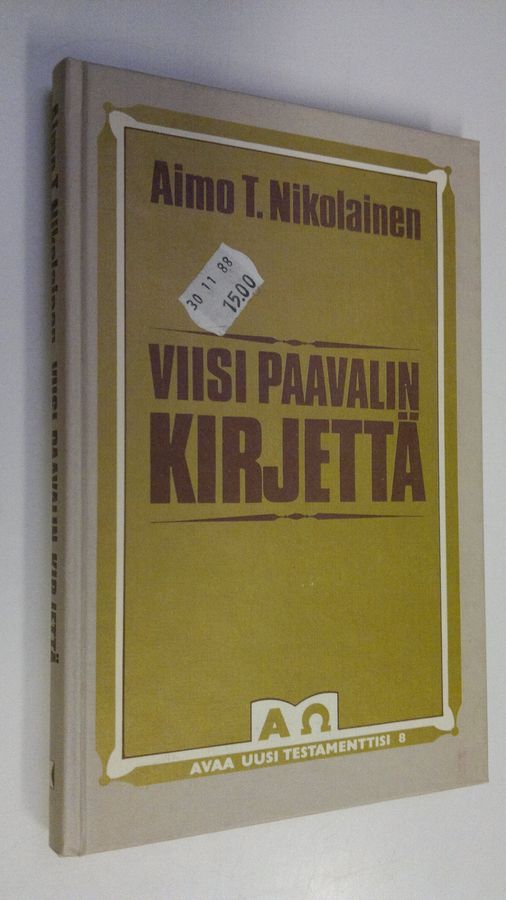 Aimo T. Nikolainen
30 11 88
15.00
VIISI PAAVALIN
KIRJETTÄ
Α Ω
AVAA UUSI TESTAMENTTISI 8
Aimo T. Nikolainen VIISI PAAVALIN KIRJETTÄ